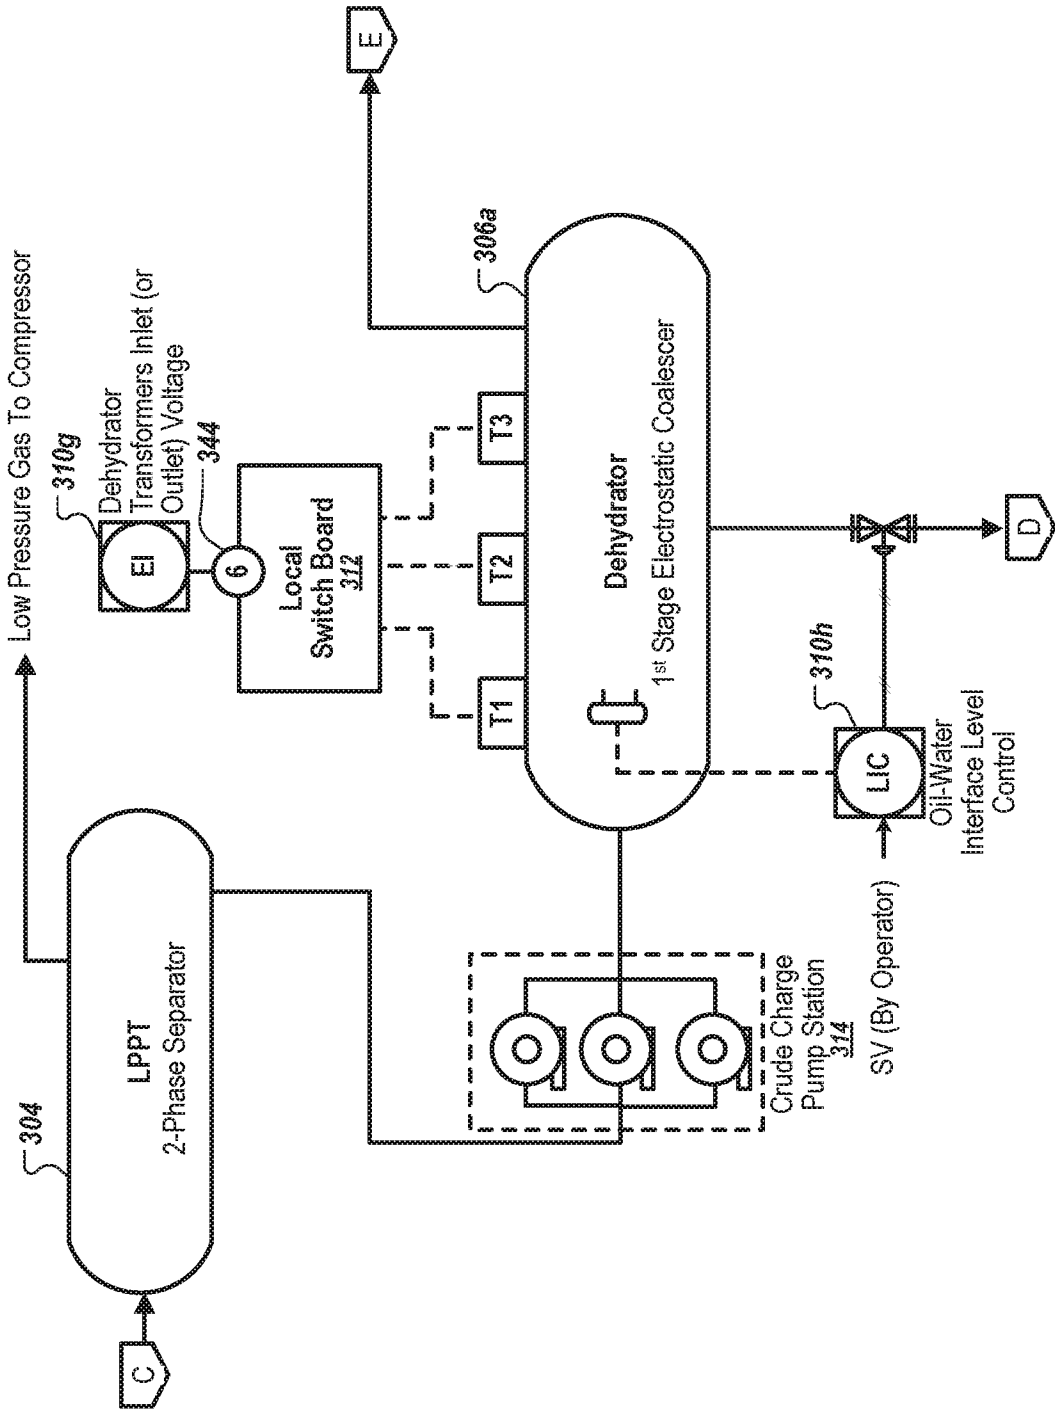 C
304
LPPT
2-Phase Separator
Low Pressure Gas To Compressor
310g
EI
Dehydrator
Transformers Inlet (or
Outlet) Voltage
344
6
Local
Switch Board
312
T1
T2
T3
306a
E
Dehydrator
1st Stage Electrostatic Coalescer
Crude Charge
Pump Station
314
SV (By Operator)
LIC
310h
Oil-Water
Interface Level
Control
D